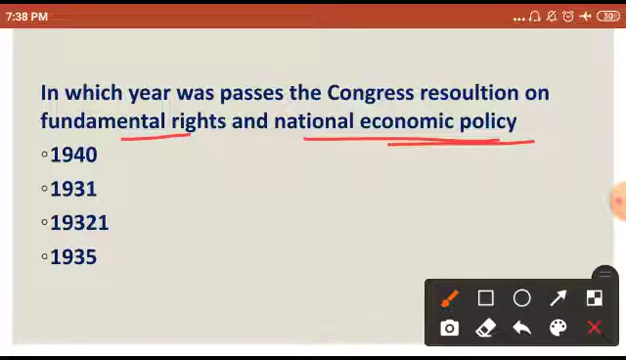 7:38 PM
30
In which year was passes the Congress resoultion on
fundamental rights and national economic policy
1940
1931
19321
1935